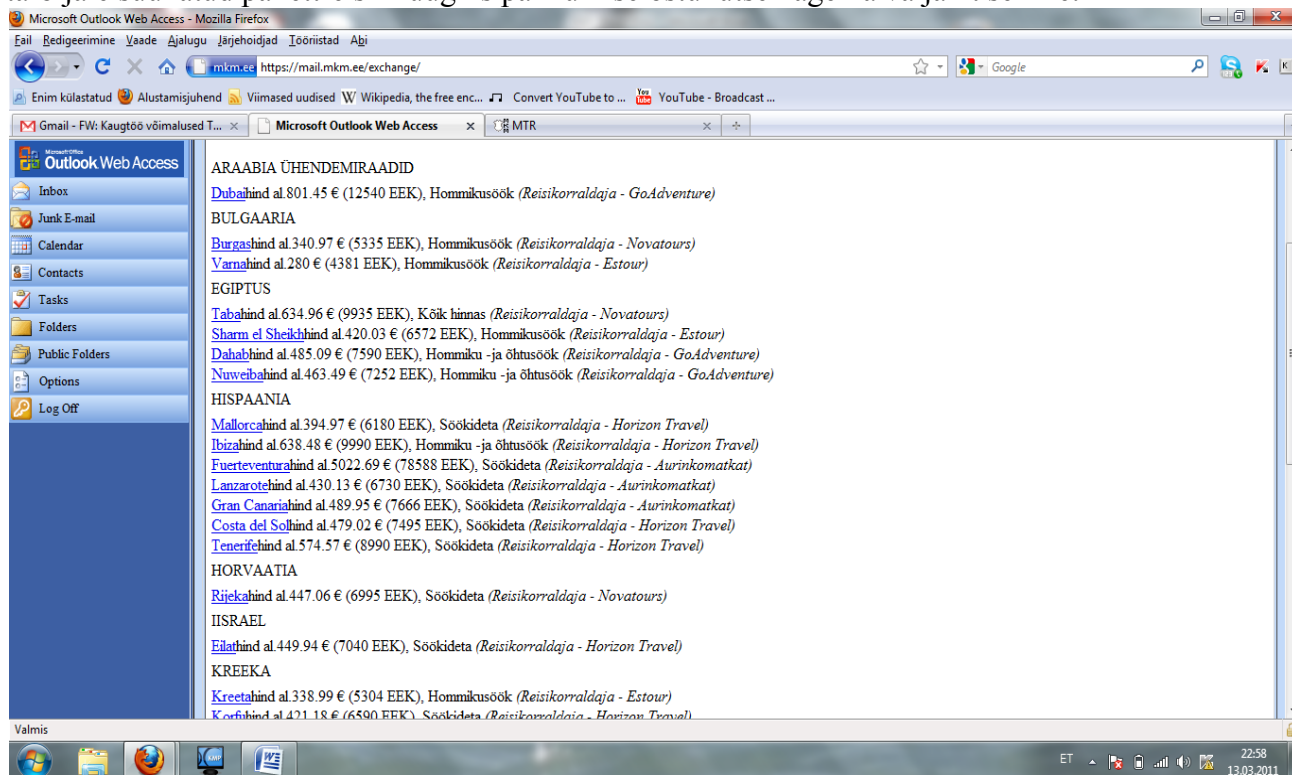 Microsoft Outlook Web Access - Mozilla Firefox
Fail Redigeerimine Vaade Ajalugu Järjehoidjad Tööriistad Abi
mkm.ee https://mail.mkm.ee/exchange/ Google
Enim külastatud Alustamisjuhend Viimased uudised Wikipedia, the free enc... Convert YouTube to ... YouTube - Broadcast ...
Gmail - FW: Kaugtöö võimalused T... Microsoft Outlook Web Access MTR
Microsoft Office
Outlook Web Access
Inbox
Junk E-mail
Calendar
Contacts
Tasks
Folders
Public Folders
Options
Log Off
ARAABIA ÜHENDEMIRAADID
Dubaihind al.801.45 € (12540 EEK), Hommikusöök (Reisikorraldaja - GoAdventure)
BULGAARIA
Burgashind al.340.97 € (5335 EEK), Hommikusöök (Reisikorraldaja - Novatours)
Varnahind al.280 € (4381 EEK), Hommikusöök (Reisikorraldaja - Estour)
EGIPTUS
Tabahind al.634.96 € (9935 EEK), Kõik hinnas (Reisikorraldaja - Novatours)
Sharm el Sheikhhind al.420.03 € (6572 EEK), Hommikusöök (Reisikorraldaja - Estour)
Dahabhind al.485.09 € (7590 EEK), Hommiku -ja õhtusöök (Reisikorraldaja - GoAdventure)
Nuweibahind al.463.49 € (7252 EEK), Hommiku -ja õhtusöök (Reisikorraldaja - GoAdventure)
HISPAANIA
Mallorcahind al.394.97 € (6180 EEK), Söökideta (Reisikorraldaja - Horizon Travel)
Ibizahind al.638.48 € (9990 EEK), Hommiku -ja õhtusöök (Reisikorraldaja - Horizon Travel)
Fuerteventurahind al.5022.69 € (78588 EEK), Söökideta (Reisikorraldaja - Aurinkomatkat)
Lanzarotehind al.430.13 € (6730 EEK), Söökideta (Reisikorraldaja - Aurinkomatkat)
Gran Canariahind al.489.95 € (7666 EEK), Söökideta (Reisikorraldaja - Aurinkomatkat)
Costa del Solhind al.479.02 € (7495 EEK), Söökideta (Reisikorraldaja - Horizon Travel)
Tenerifehind al.574.57 € (8990 EEK), Söökideta (Reisikorraldaja - Horizon Travel)
HORVAATIA
Rijekahind al.447.06 € (6995 EEK), Söökideta (Reisikorraldaja - Novatours)
IISRAEL
Eilathind al.449.94 € (7040 EEK), Söökideta (Reisikorraldaja - Horizon Travel)
KREEKA
Kreetahind al.338.99 € (5304 EEK), Hommikusöök (Reisikorraldaja - Estour)
Korfuhind al.421.18 € (6590 EEK), Söökideta (Reisikorraldaja - Horizon Travel)
Valmis
ET 22:58
13.03.2011